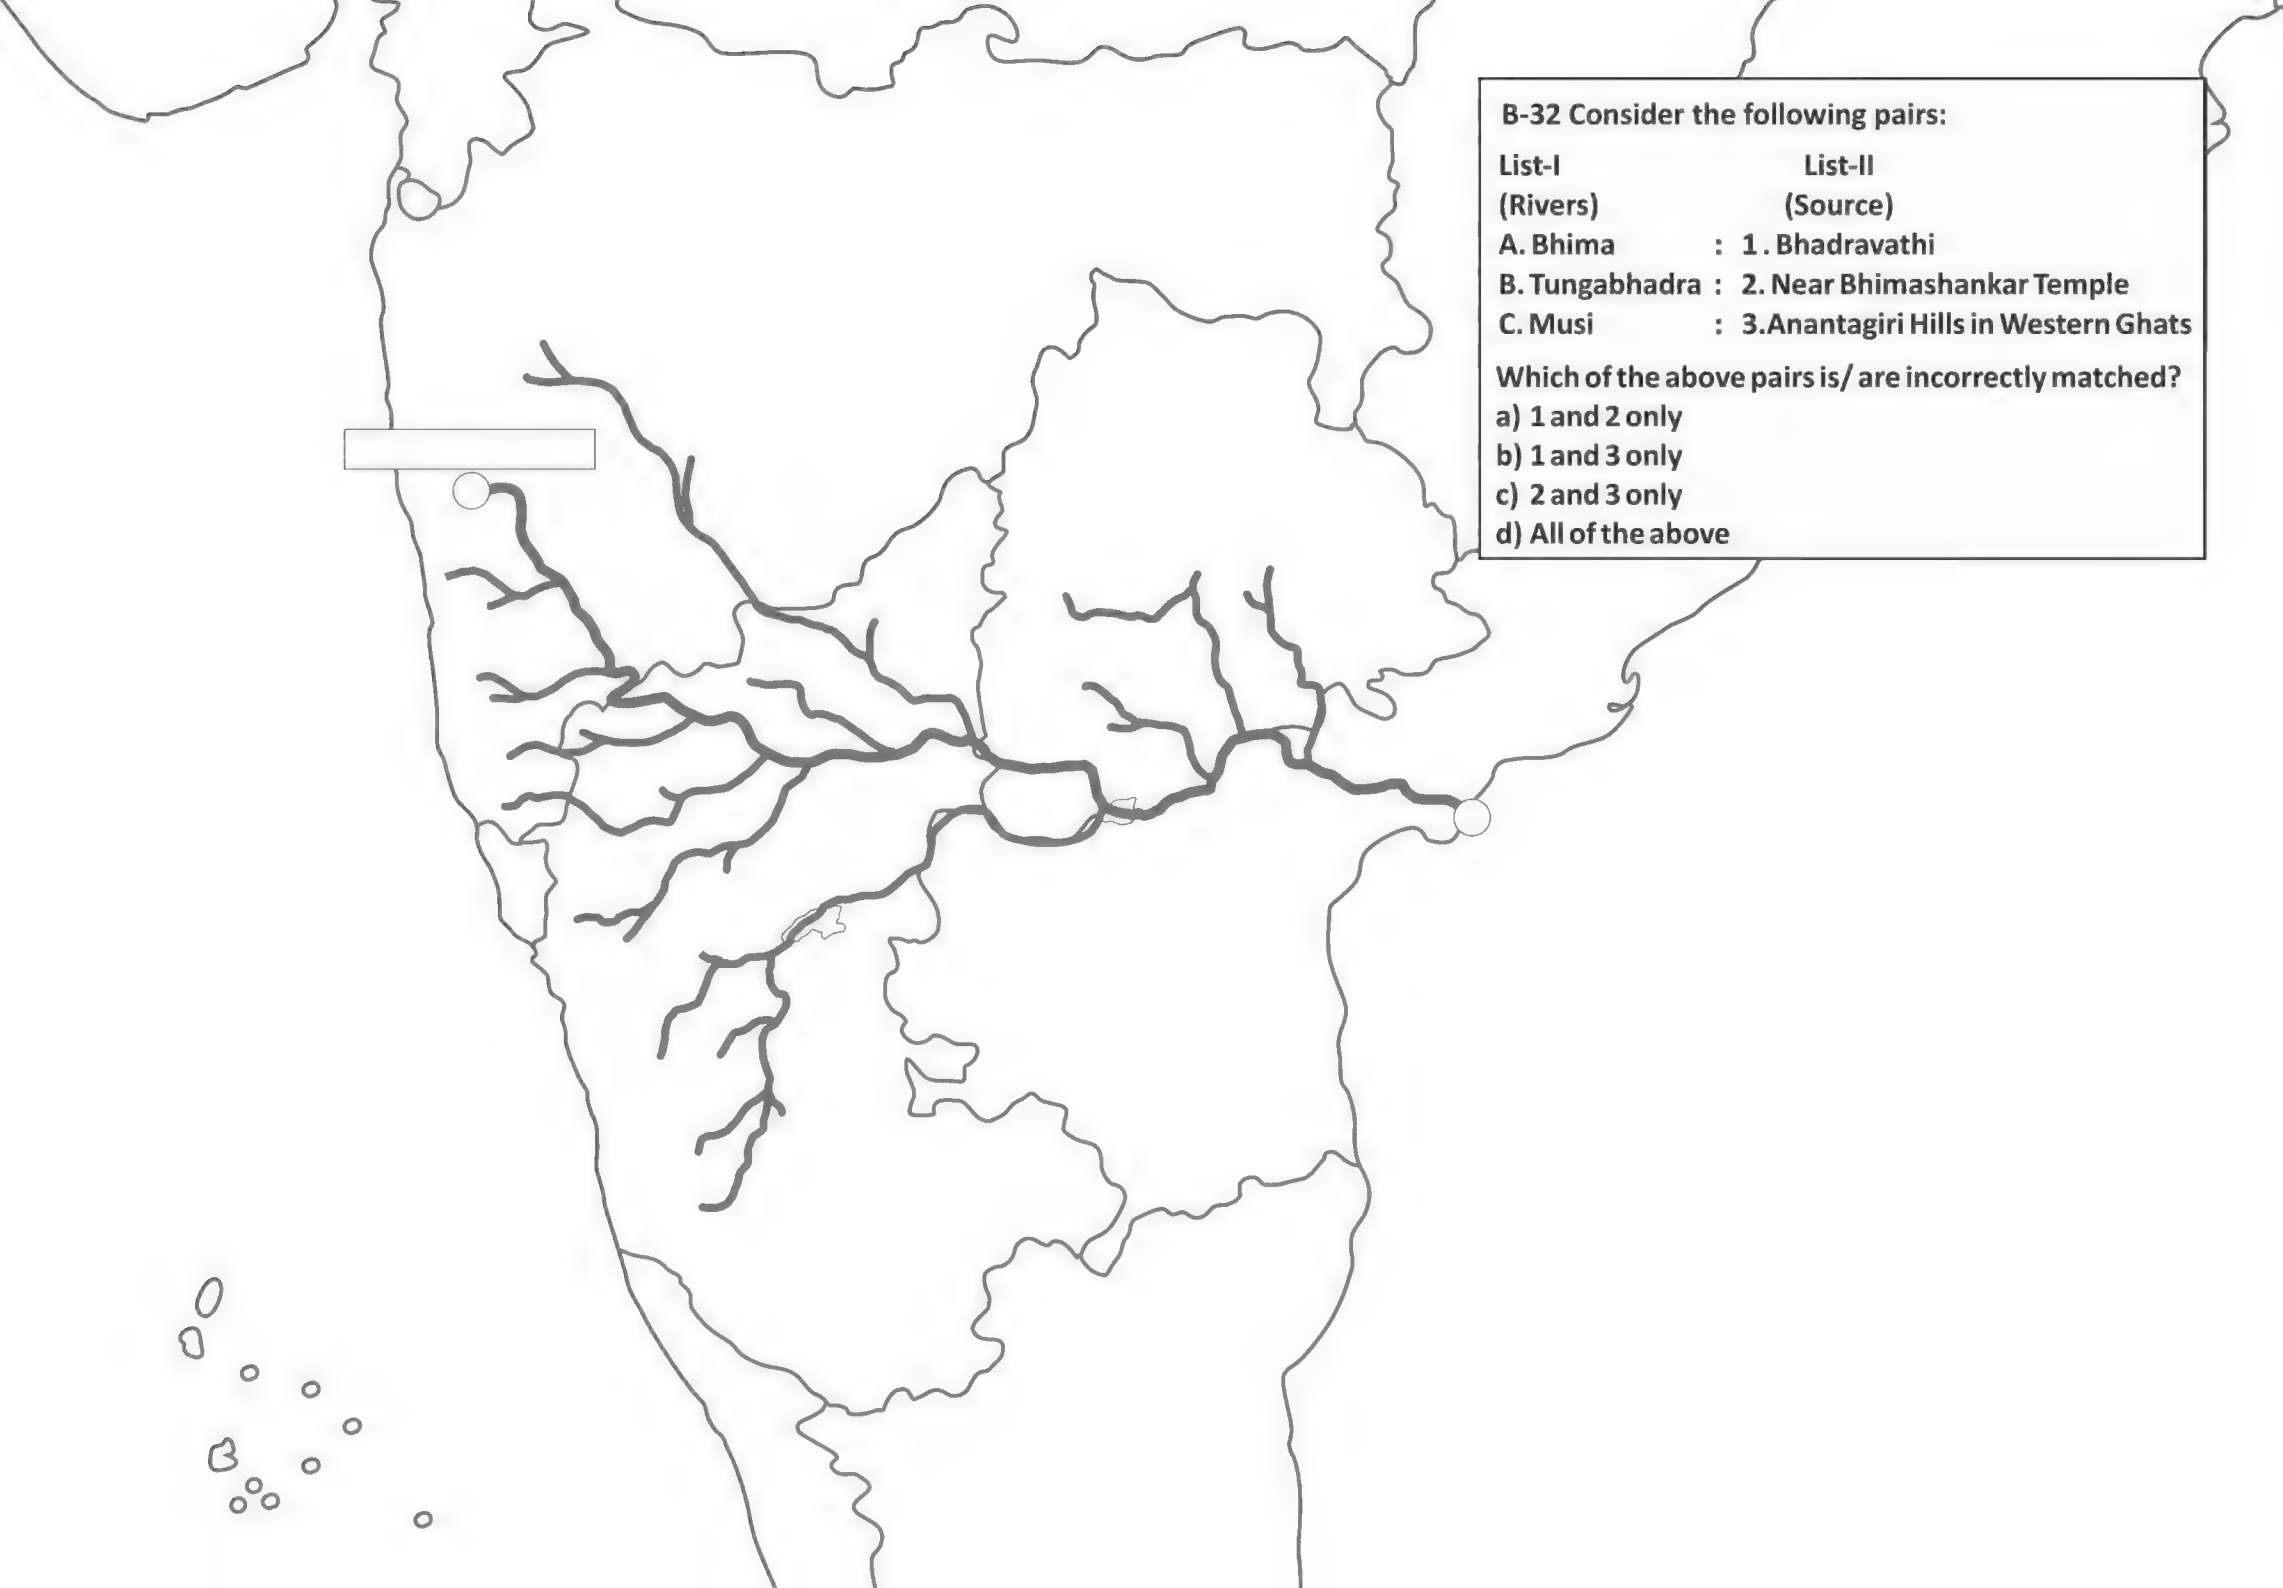 B-32 Consider the following pairs:
List-I List-II
(Rivers) (Source)
A. Bhima : 1. Bhadravathi
B. Tungabhadra : 2. Near Bhimashankar Temple
C. Musi : 3.Anantagiri Hills in Western Ghats
Which of the above pairs is/ are incorrectly matched?
a) 1 and 2 only
b) 1 and 3 only
c) 2 and 3 only
d) All of the above